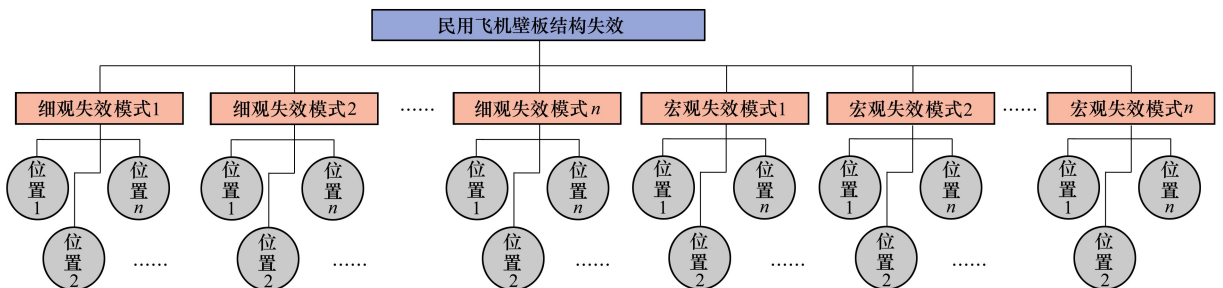 民用飞机壁板结构失效
细观失效模式1
细观失效模式2
……
细观失效模式n
宏观失效模式1
宏观失效模式2
……
宏观失效模式n
位置1
位置n
位置1
位置n
位置1
位置n
位置1
位置n
位置1
位置n
位置1
位置n
位置2
……
位置2
……
位置2
……
位置2
……
位置2
……
位置2
……